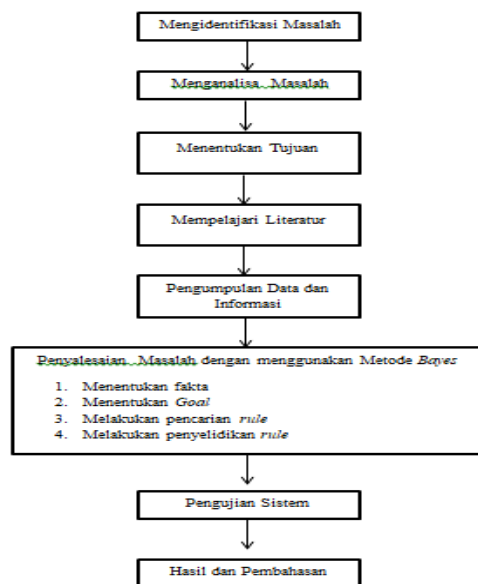 Mengidentifikasi Masalah
Menganalisa Masalah
Menentukan Tujuan
Mempelajari Literatur
Pengumpulan Data dan
Informasi
Penyalesaian Masalah dengan menggunakan Metode Bayes
1. Menentukan fakta
2. Menentukan Goal
3. Melakukan pencarian rule
4. Melakukan penyelidikan rule
Pengujian Sistem
Hasil dan Pembahasan